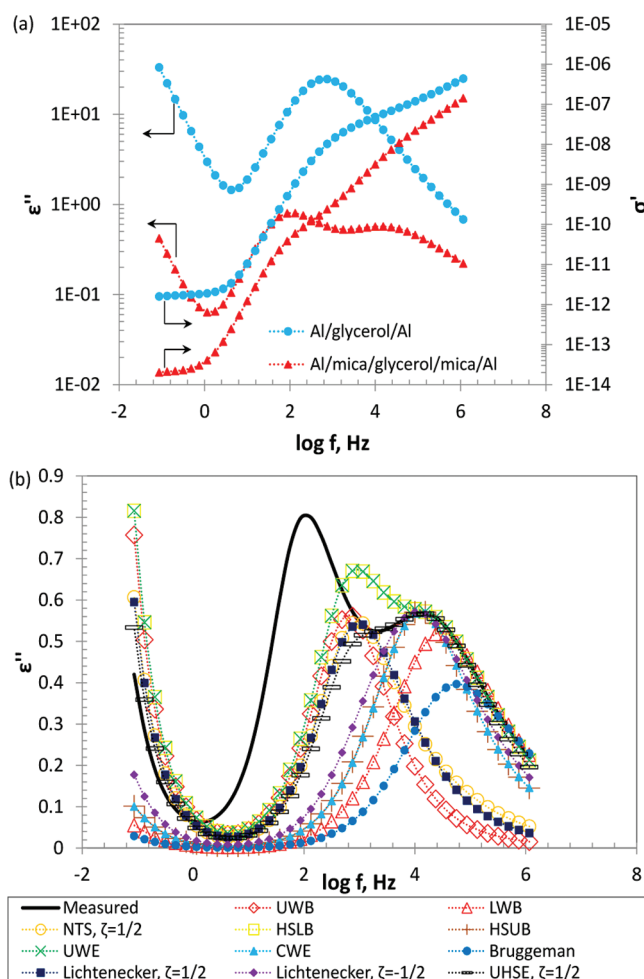 (a)
ε"
σ'
1E+02
1E+01
1E+00
1E-01
1E-02
1E-05
1E-06
1E-07
1E-08
1E-09
1E-10
1E-11
1E-12
1E-13
1E-14
Al/glycerol/Al
Al/mica/glycerol/mica/Al
-2 0 2 4 6 8
log f, Hz
(b)
ε"
0.9
0.8
0.7
0.6
0.5
0.4
0.3
0.2
0.1
0
-2 0 2 4 6 8
log f, Hz
Measured UWB LWB
NTS, ζ=1/2 HSLB HSUB
UWE CWE Bruggeman
Lichtenecker, ζ=1/2 Lichtenecker, ζ=-1/2 UHSE, ζ=1/2